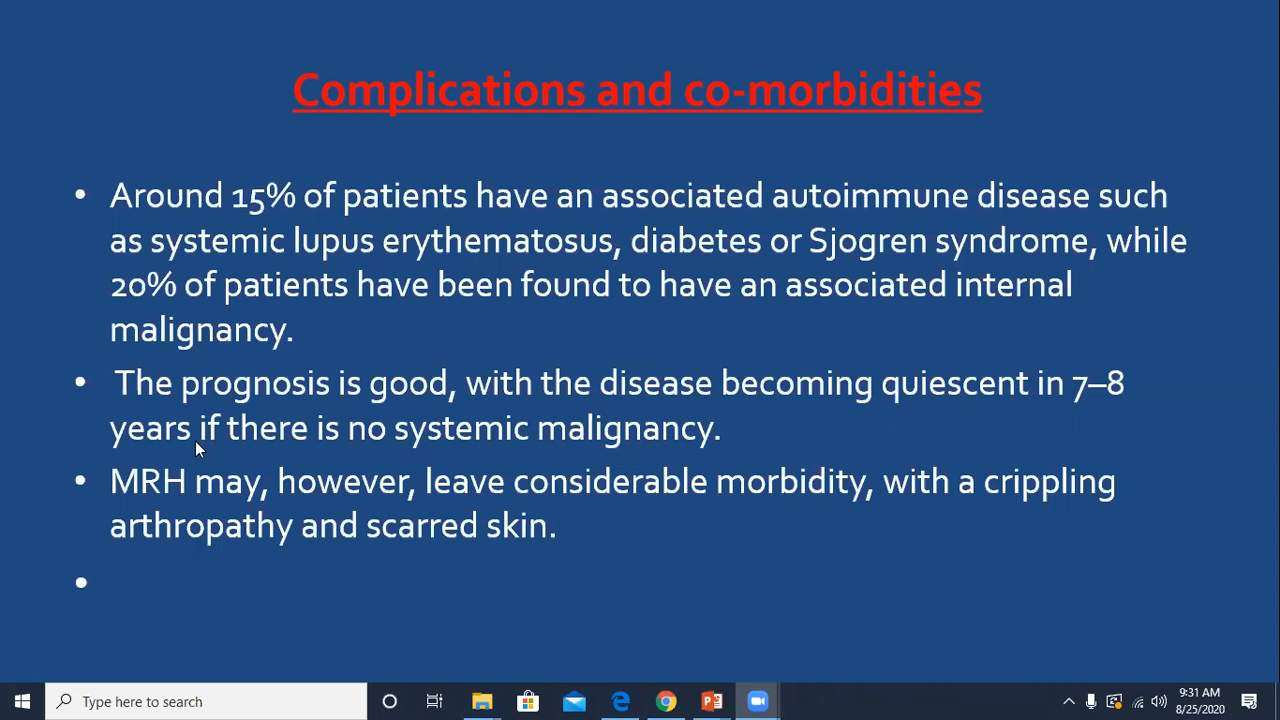 Complications and co-morbidities
• Around 15% of patients have an associated autoimmune disease such
as systemic lupus erythematosus, diabetes or Sjogren syndrome, while
20% of patients have been found to have an associated internal
malignancy.
• The prognosis is good, with the disease becoming quiescent in 7–8
years if there is no systemic malignancy.
• MRH may, however, leave considerable morbidity, with a crippling
arthropathy and scarred skin.
•
Type here to search
9:31 AM
8/25/2020